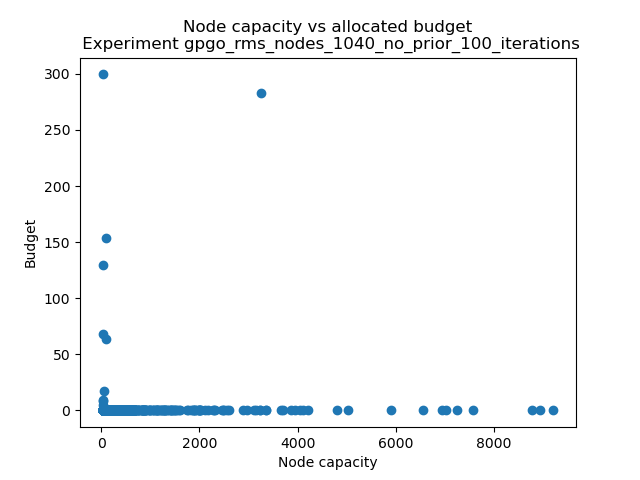 Node capacity vs allocated budget
Experiment gpgo_rms_nodes_1040_no_prior_100_iterations
300
250
200
150
100
50
0
Budget
0 2000 4000 6000 8000
Node capacity